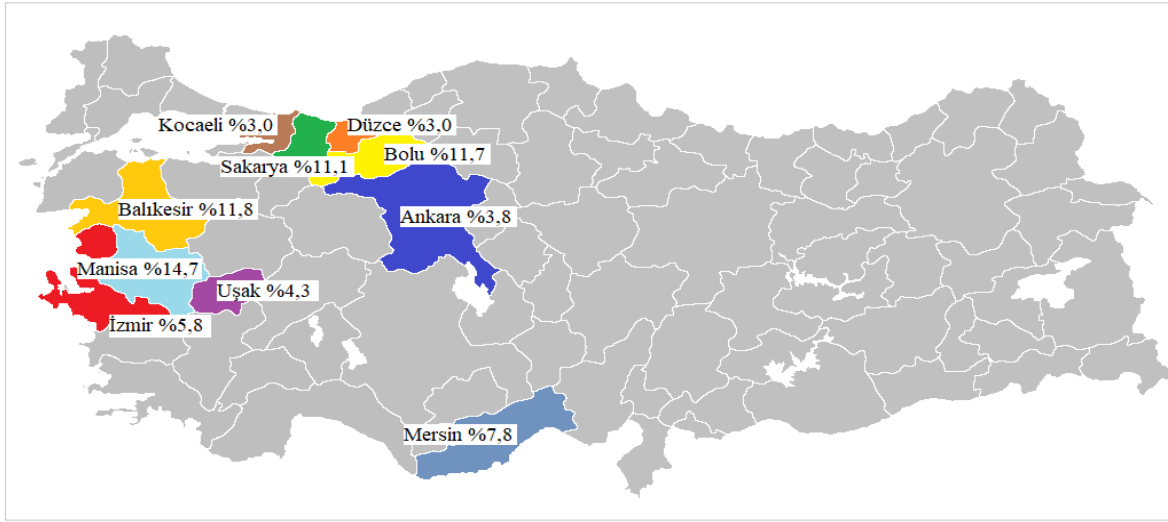 Kocaeli %3,0
Düzce %3,0
Bolu %11,7
Sakarya %11,1
Balıkesir %11,8
Ankara %3,8
Manisa %14,7
Uşak %4,3
İzmir %5,8
Mersin %7,8